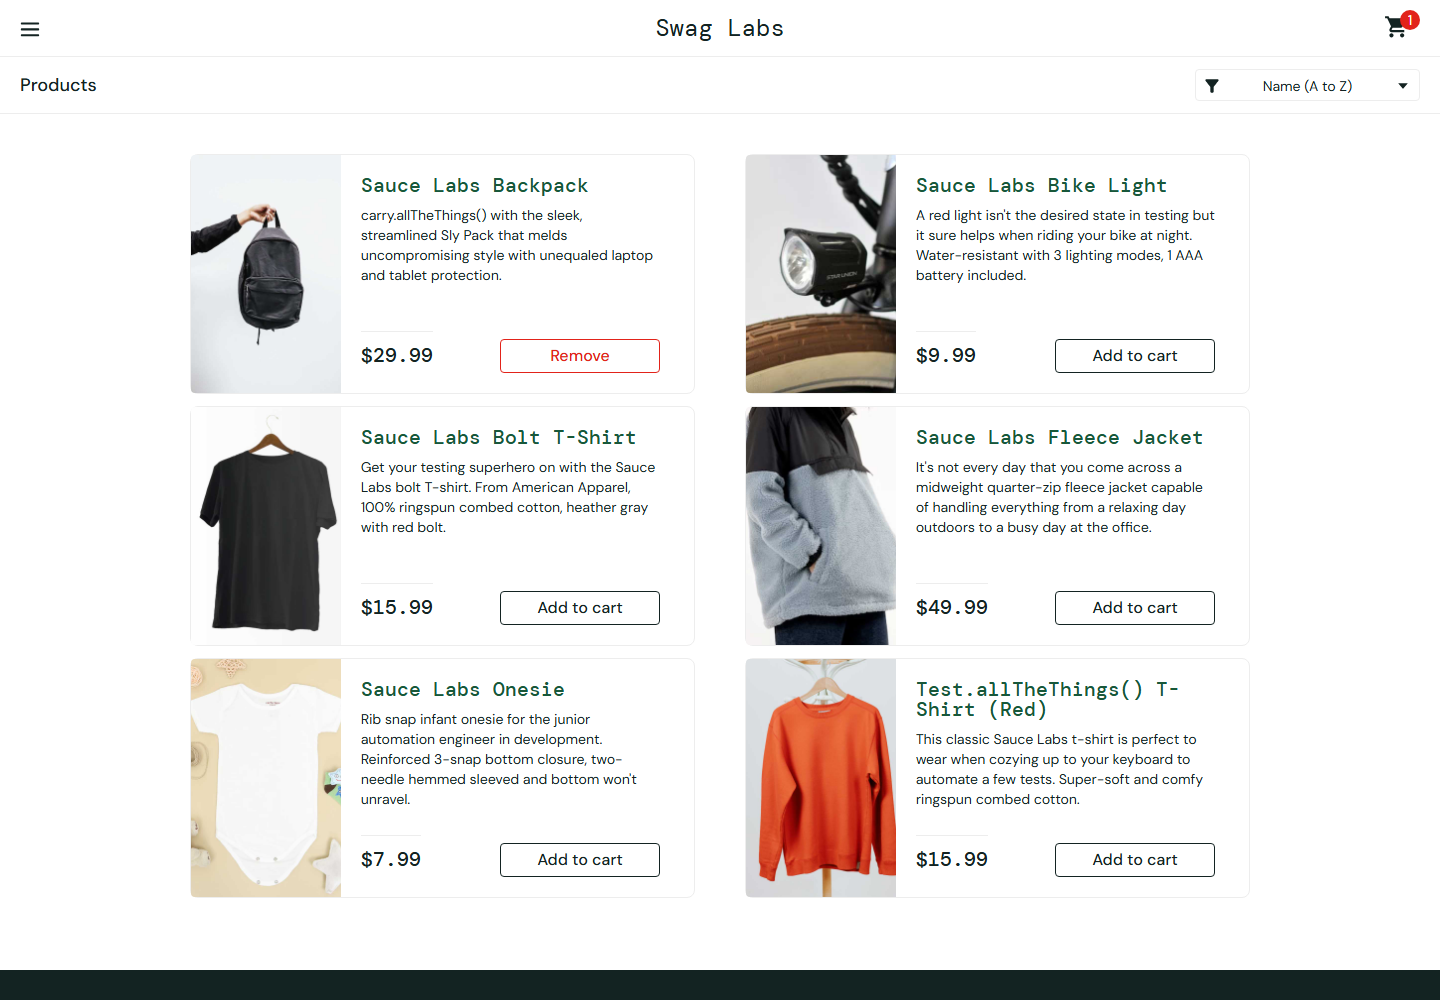 Swag Labs
1
Products
Name (A to Z)
Sauce Labs Backpack
carry.allTheThings() with the sleek,
streamlined Sly Pack that melds
uncompromising style with unequaled laptop
and tablet protection.
$29.99
Remove
Sauce Labs Bike Light
A red light isn't the desired state in testing but
it sure helps when riding your bike at night.
Water-resistant with 3 lighting modes, 1 AAA
battery included.
$9.99
Add to cart
Sauce Labs Bolt T-Shirt
Get your testing superhero on with the Sauce
Labs bolt T-shirt. From American Apparel,
100% ringspun combed cotton, heather gray
with red bolt.
$15.99
Add to cart
Sauce Labs Fleece Jacket
It's not every day that you come across a
midweight quarter-zip fleece jacket capable
of handling everything from a relaxing day
outdoors to a busy day at the office.
$49.99
Add to cart
Sauce Labs Onesie
Rib snap infant onesie for the junior
automation engineer in development.
Reinforced 3-snap bottom closure, two-
needle hemmed sleeved and bottom won't
unravel.
$7.99
Add to cart
Test.allTheThings() T-
Shirt (Red)
This classic Sauce Labs t-shirt is perfect to
wear when cozying up to your keyboard to
automate a few tests. Super-soft and comfy
ringspun combed cotton.
$15.99
Add to cart